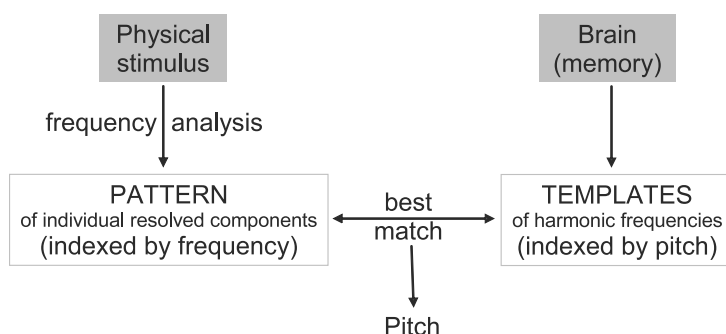 Physical
stimulus
Brain
(memory)
frequency analysis
PATTERN
of individual resolved components
(indexed by frequency)
best
match
TEMPLATES
of harmonic frequencies
(indexed by pitch)
Pitch